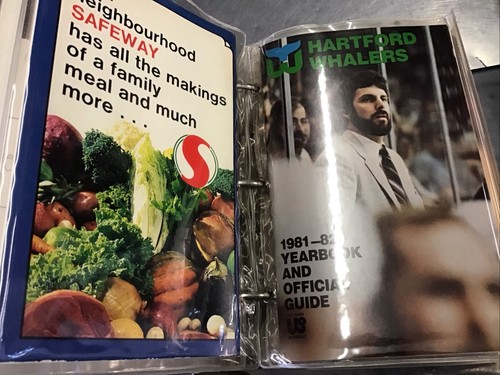 neighbourhood
SAFEWAY
has all the makings
of a family
meal and much
more . . .
HARTFORD
WHALERS
1981–82
YEARBOOK
AND
OFFICIAL
GUIDE